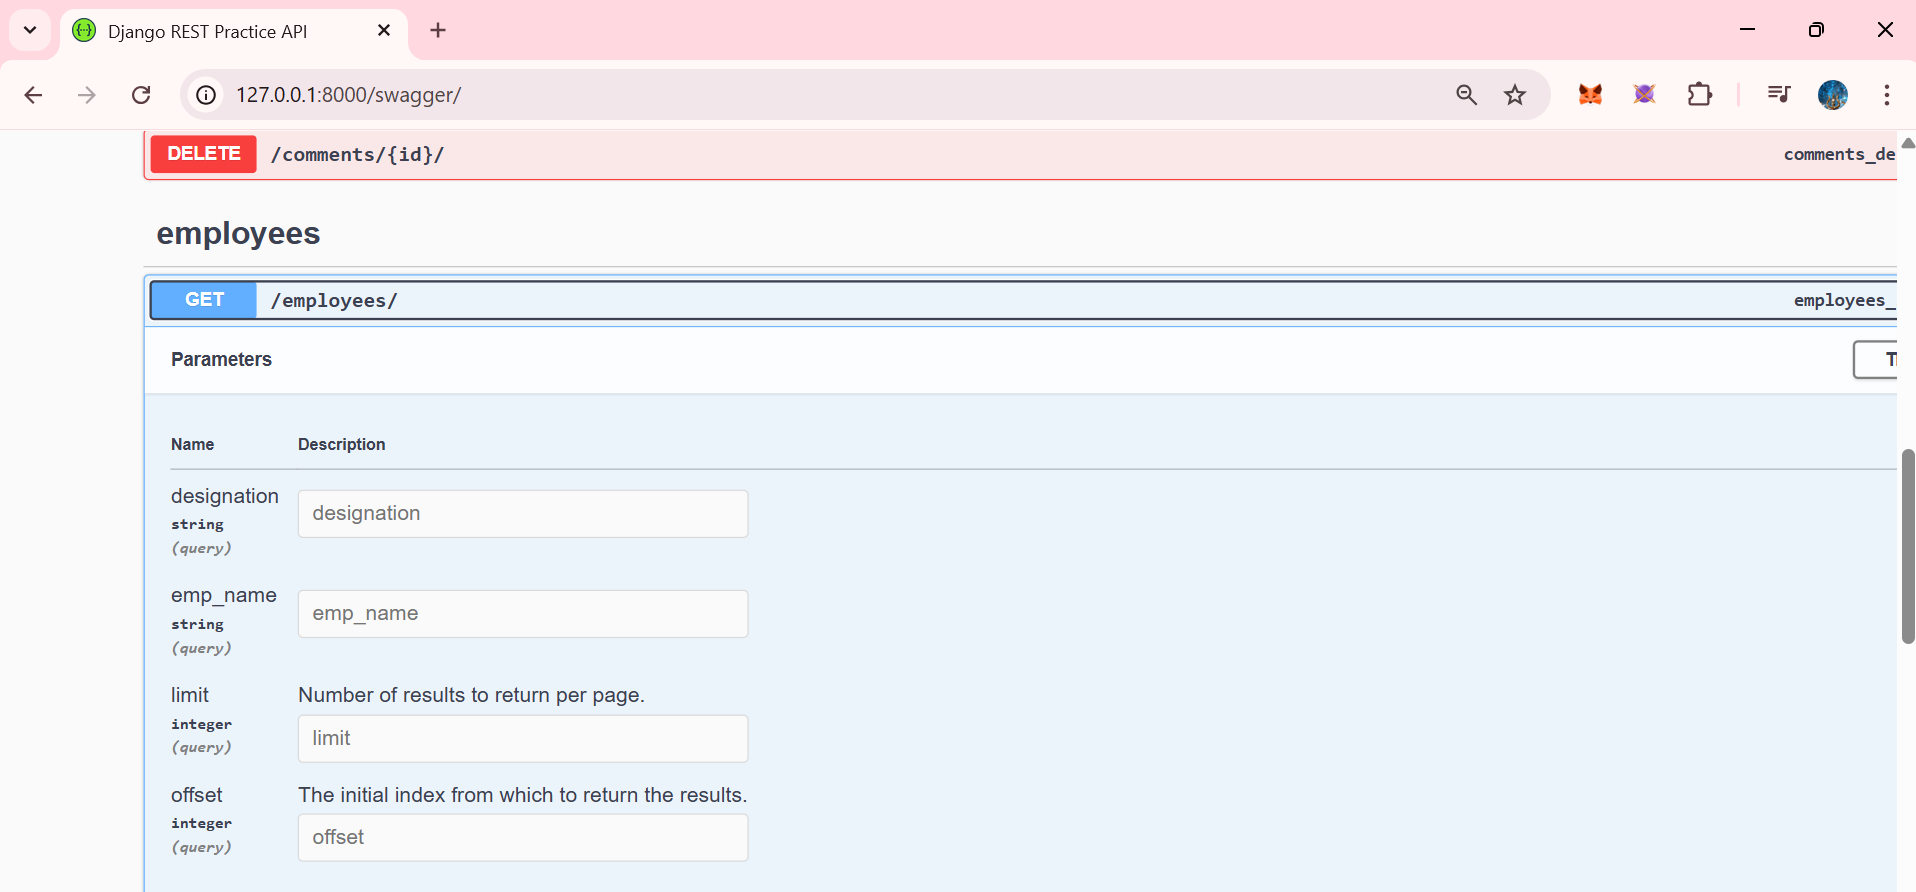 Django REST Practice API
127.0.0.1:8000/swagger/
DELETE /comments/{id}/ comments_de
employees
GET /employees/ employees_
Parameters
Name Description
designation
string
(query)
designation
emp_name
string
(query)
emp_name
limit
integer
(query)
Number of results to return per page.
limit
offset
integer
(query)
The initial index from which to return the results.
offset